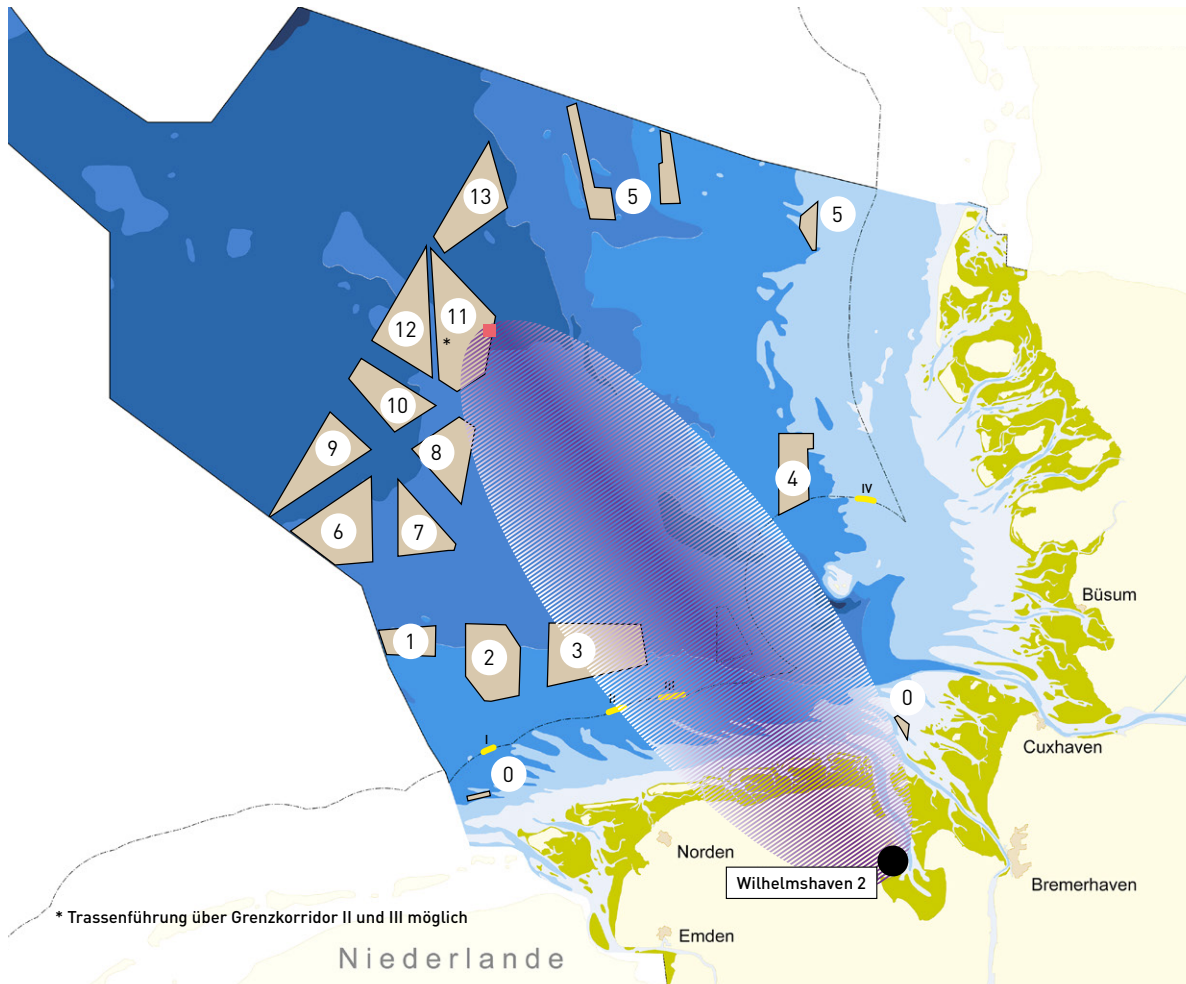 13
5
5
11
12
*
10
9
8
4
IV
6
7
Büsum
1
2
3
III
II
0
I
Cuxhaven
0
Norden
Wilhelmshaven 2
Bremerhaven
* Trassenführung über Grenzkorridor II und III möglich
Emden
Niederlande